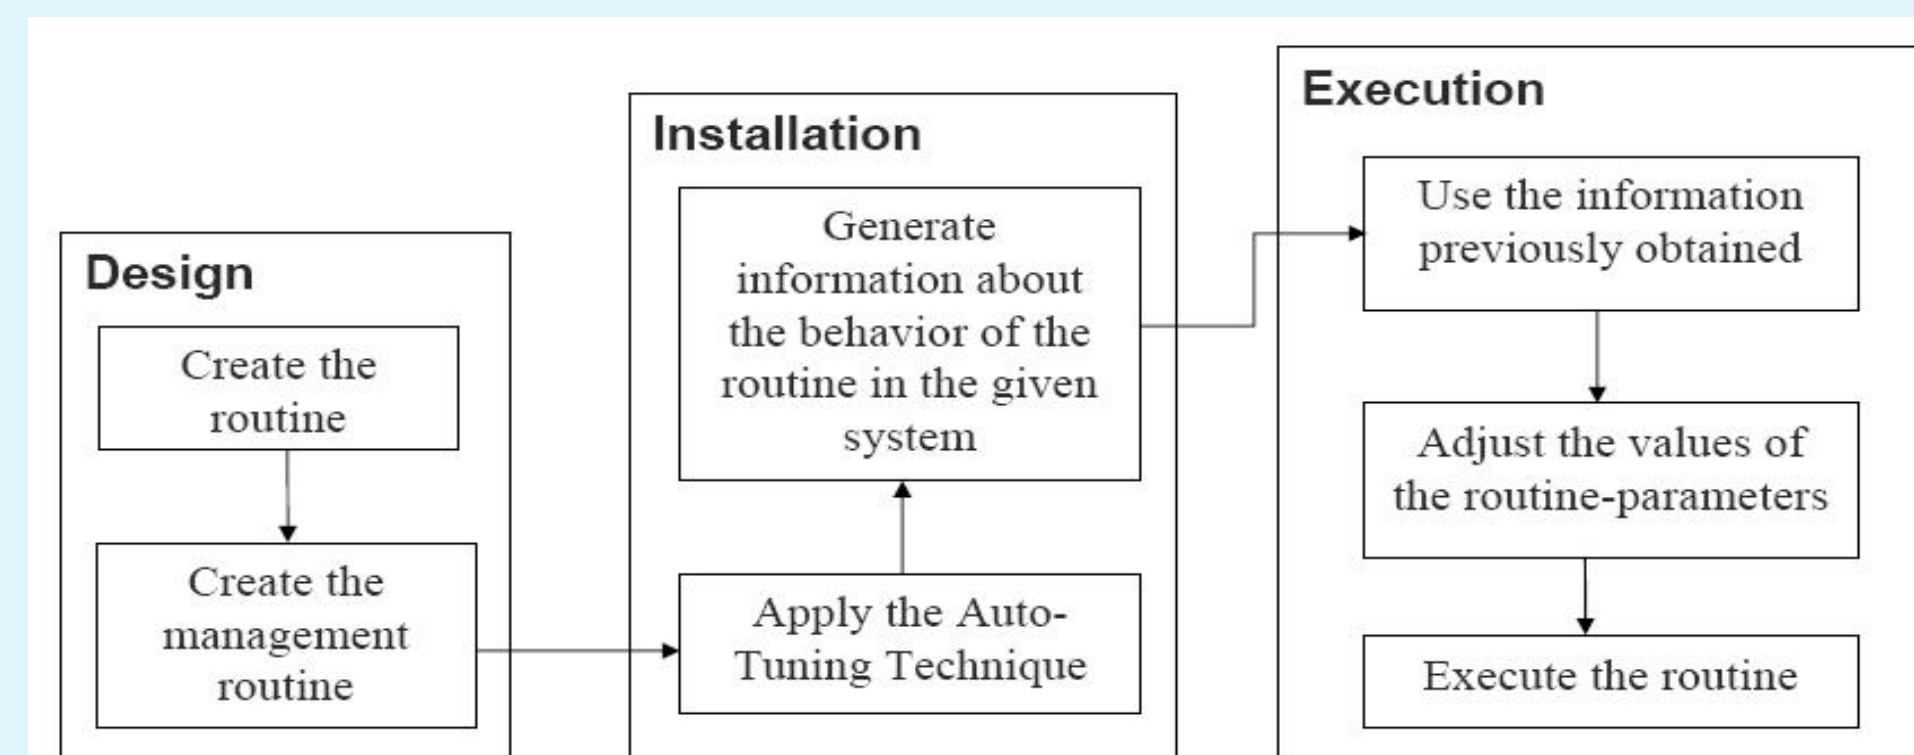 Design
Create the
routine
Create the
management
routine
Installation
Generate
information about
the behavior of the
routine in the given
system
Apply the Auto-
Tuning Technique
Execution
Use the information
previously obtained
Adjust the values of
the routine-parameters
Execute the routine